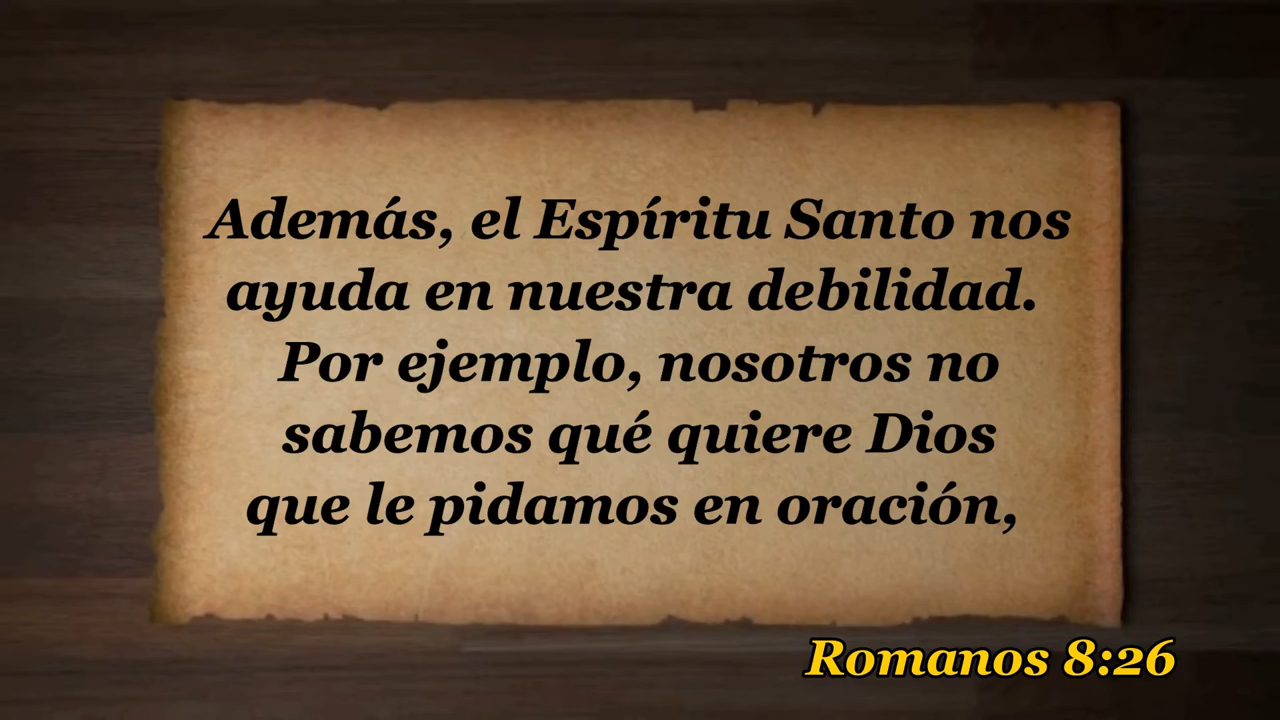 Además, el Espíritu Santo nos
ayuda en nuestra debilidad.
Por ejemplo, nosotros no
sabemos qué quiere Dios
que le pidamos en oración,
Romanos 8:26